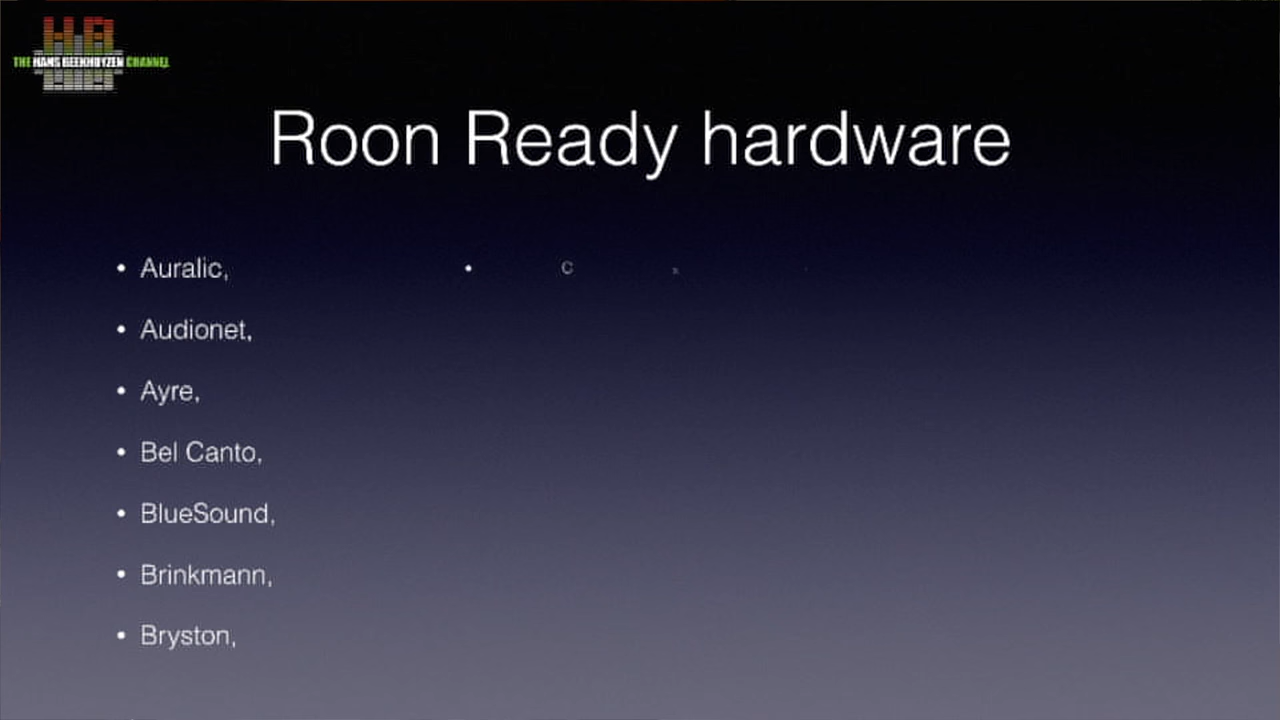 THE HANS BEEKHUYZEN CHANNEL
Roon Ready hardware
• Auralic,
• Audionet,
• Ayre,
• Bel Canto,
• BlueSound,
• Brinkmann,
• Bryston,
• C